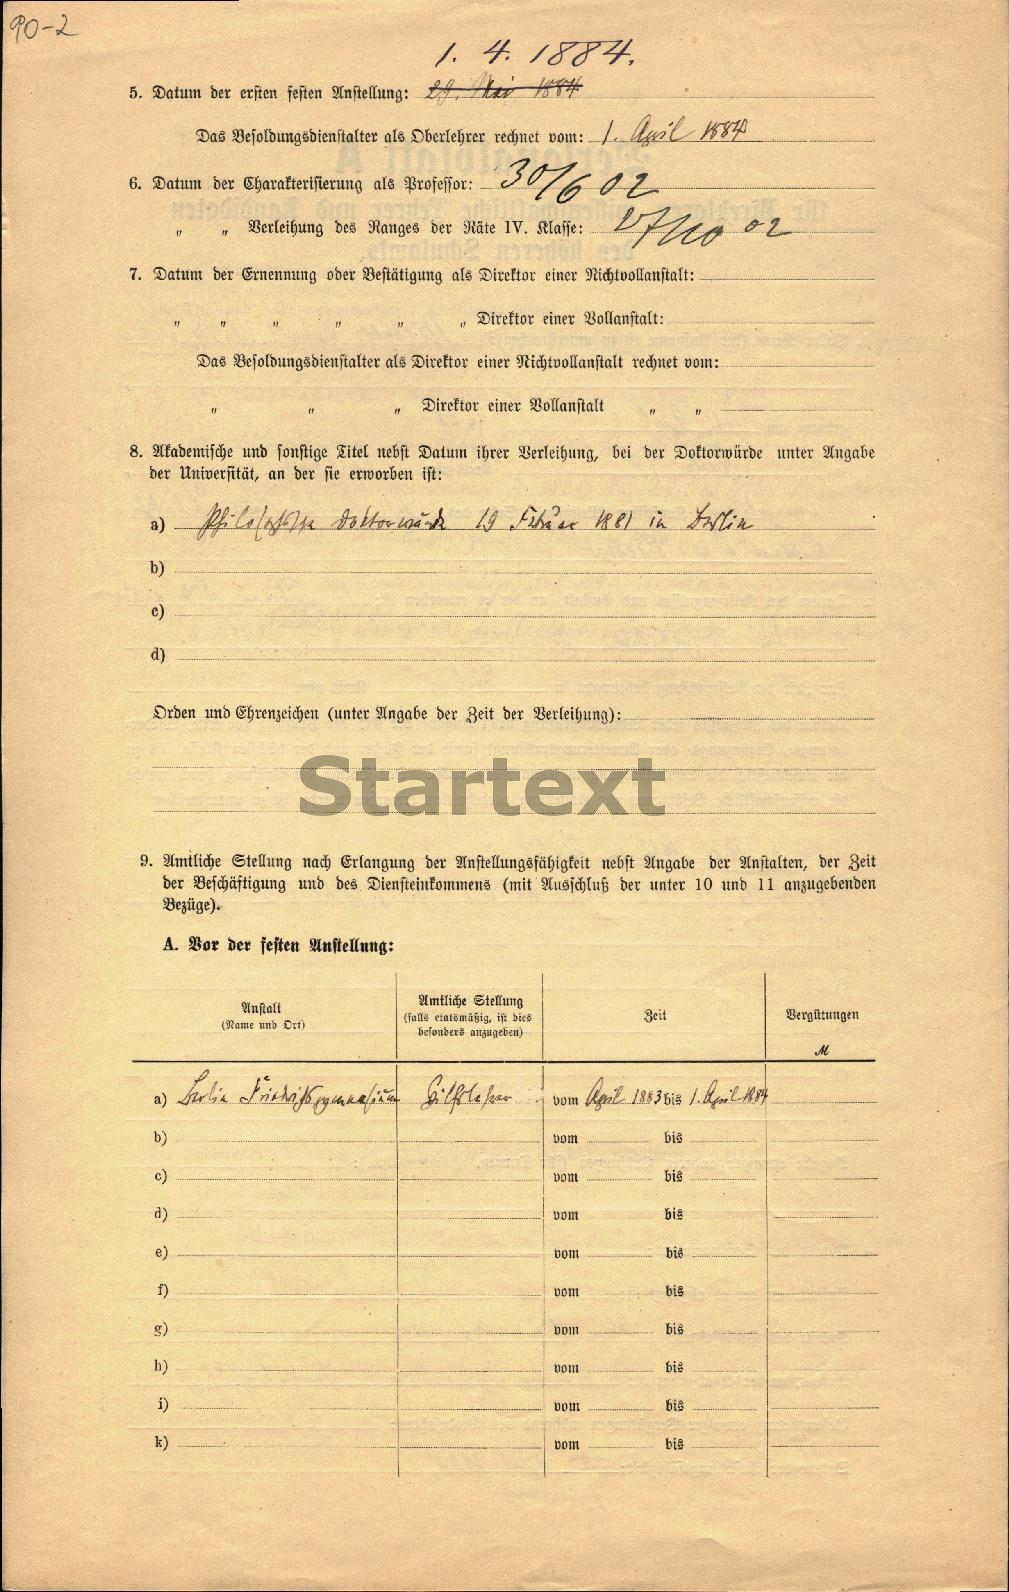 90-2
1. 4. 1884.
5. Datum der ersten festen Anstellung: 29. Mai 1884
Das Besoldungsdienstalter als Oberlehrer rechnet vom: 1. April 1884
6. Datum der Charakterisierung als Professor: 30/6 02
„ „ Verleihung des Ranges der Räte IV. Klasse: 27/10 02
7. Datum der Ernennung oder Bestätigung als Direktor einer Nichtvollanstalt:
„ „ „ „ „ „ Direktor einer Vollanstalt:
Das Besoldungsdienstalter als Direktor einer Nichtvollanstalt rechnet vom:
„ „ „ Direktor einer Vollanstalt „ „
8. Akademische und sonstige Titel nebst Datum ihrer Verleihung, bei der Doktorwürde unter Angabe
der Universität, an der sie erworben ist:
a) Philosophische Doktorwürde 19 Februar 1881 in Berlin
b)
c)
d)
Orden und Ehrenzeichen (unter Angabe der Zeit der Verleihung):
Startext
9. Amtliche Stellung nach Erlangung der Anstellungsfähigkeit nebst Angabe der Anstalten, der Zeit
der Beschäftigung und des Diensteinkommens (mit Ausschluß der unter 10 und 11 anzugebenden
Bezüge).
A. Vor der festen Anstellung:
Anstalt
(Name und Ort)
Amtliche Stellung
(falls etatsmäßig, ist dies
besonders anzugeben)
Zeit
Vergütungen
M
a) Berlin Friedrichsgymnasium Hilfslehrer vom April 1883 bis 1. April 1884
b) vom bis
c) vom bis
d) vom bis
e) vom bis
f) vom bis
g) vom bis
h) vom bis
i) vom bis
k) vom bis